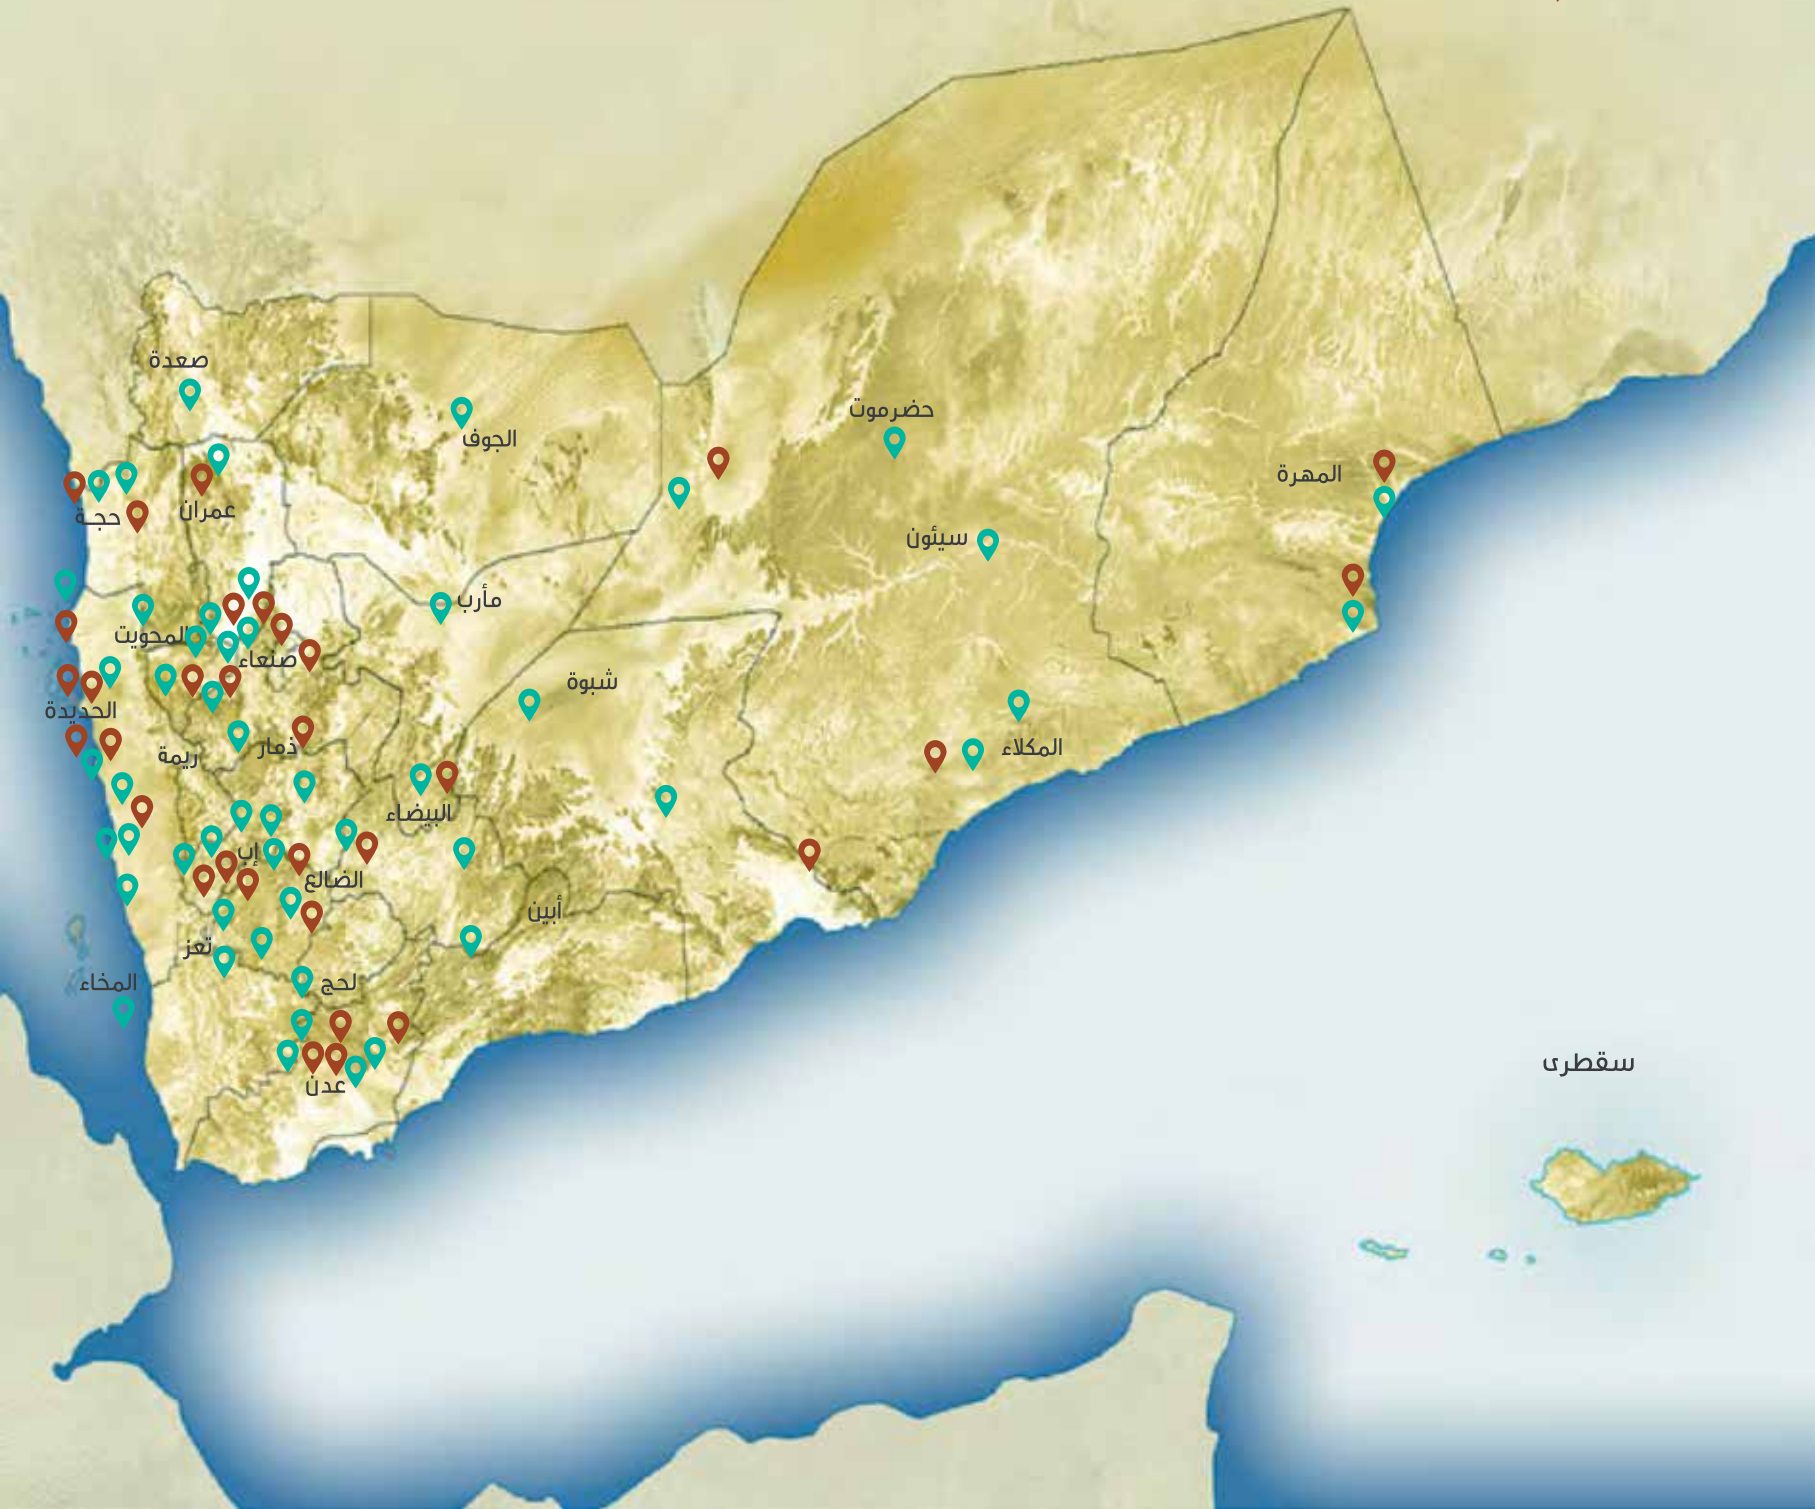 صعدة
حضرموت
الجوف
المهرة
عمران
حجة
سيئون
مأرب
المحويت
صنعاء
شبوة
الحديدة
ذمار
المكلاء
ريمة
البيضاء
إب
الضالع
أبين
تعز
المخاء
لحج
سقطرى
عدن